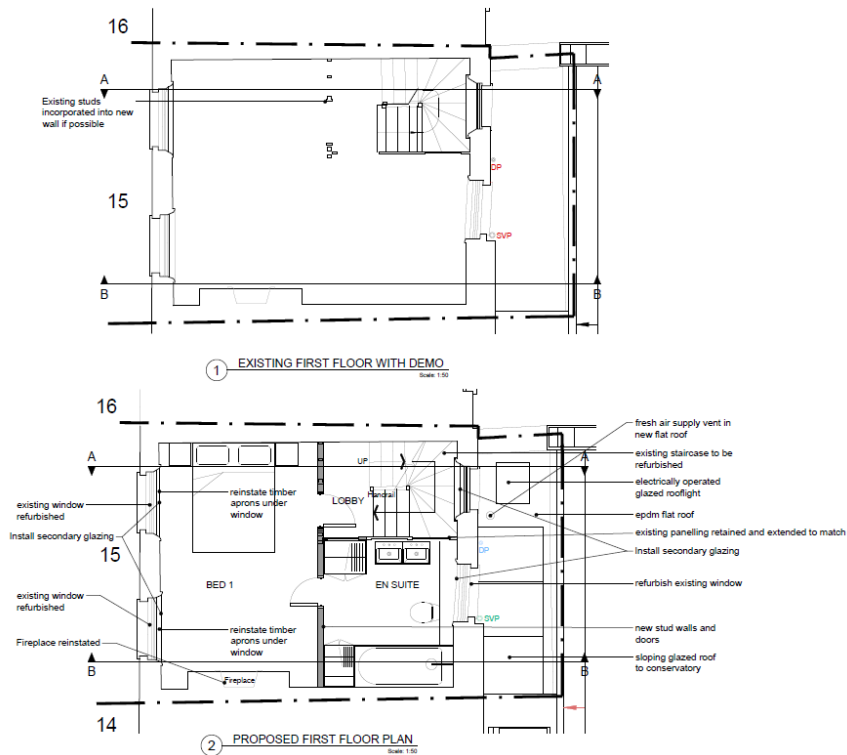 16
A
A
Existing studs
incorporated into new
wall if possible
15
DP
SVP
B
B
1
EXISTING FIRST FLOOR WITH DEMO
Scale: 1:50
16
fresh air supply vent in
new flat roof
A
A
UP
existing staircase to be
refurbished
existing window
refurbished
reinstate timber
aprons under
window
LOBBY
Handrail
electrically operated
glazed rooflight
epdm flat roof
Install secondary glazing
existing panelling retained and extended to match
15
DP
Install secondary glazing
BED 1
EN SUITE
refurbish existing window
existing window
refurbished
SVP
reinstate timber
aprons under
window
new stud walls and
doors
Fireplace reinstated
B
B
sloping glazed roof
to conservatory
Fireplace
14
2
PROPOSED FIRST FLOOR PLAN
Scale: 1:50